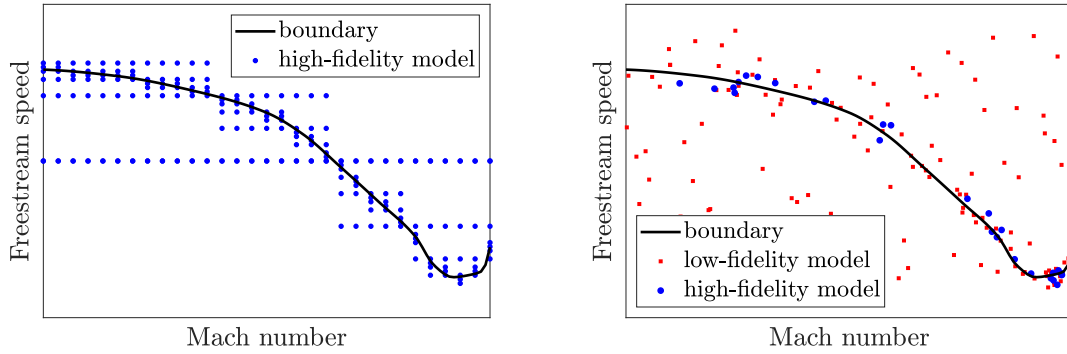 Freestream speed
boundary
high-fidelity model
Mach number
Freestream speed
boundary
low-fidelity model
high-fidelity model
Mach number